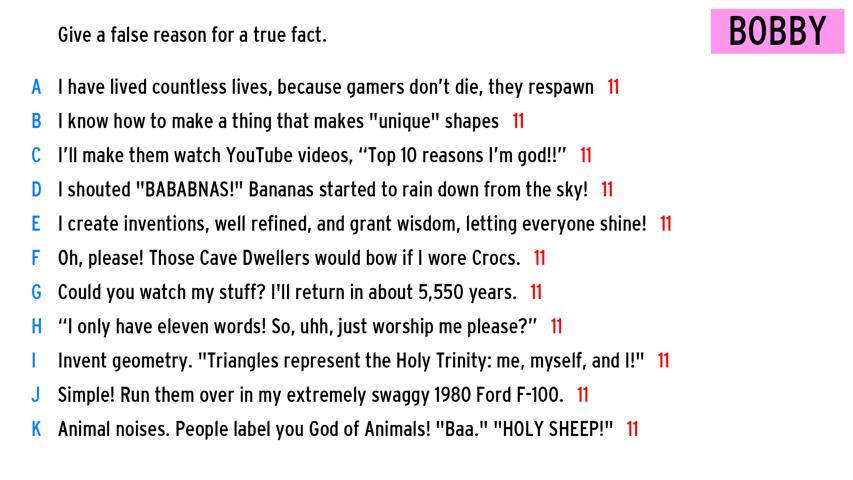 Give a false reason for a true fact.
BOBBY
A I have lived countless lives, because gamers don't die, they respawn 11
B I know how to make a thing that makes "unique" shapes 11
C I'll make them watch YouTube videos, “Top 10 reasons I'm god!!” 11
D I shouted "BABABNAS!" Bananas started to rain down from the sky! 11
E I create inventions, well refined, and grant wisdom, letting everyone shine! 11
F Oh, please! Those Cave Dwellers would bow if I wore Crocs. 11
G Could you watch my stuff? I'll return in about 5,550 years. 11
H “I only have eleven words! So, uhh, just worship me please?” 11
I Invent geometry. "Triangles represent the Holy Trinity: me, myself, and I!" 11
J Simple! Run them over in my extremely swaggy 1980 Ford F-100. 11
K Animal noises. People label you God of Animals! "Baa." "HOLY SHEEP!" 11